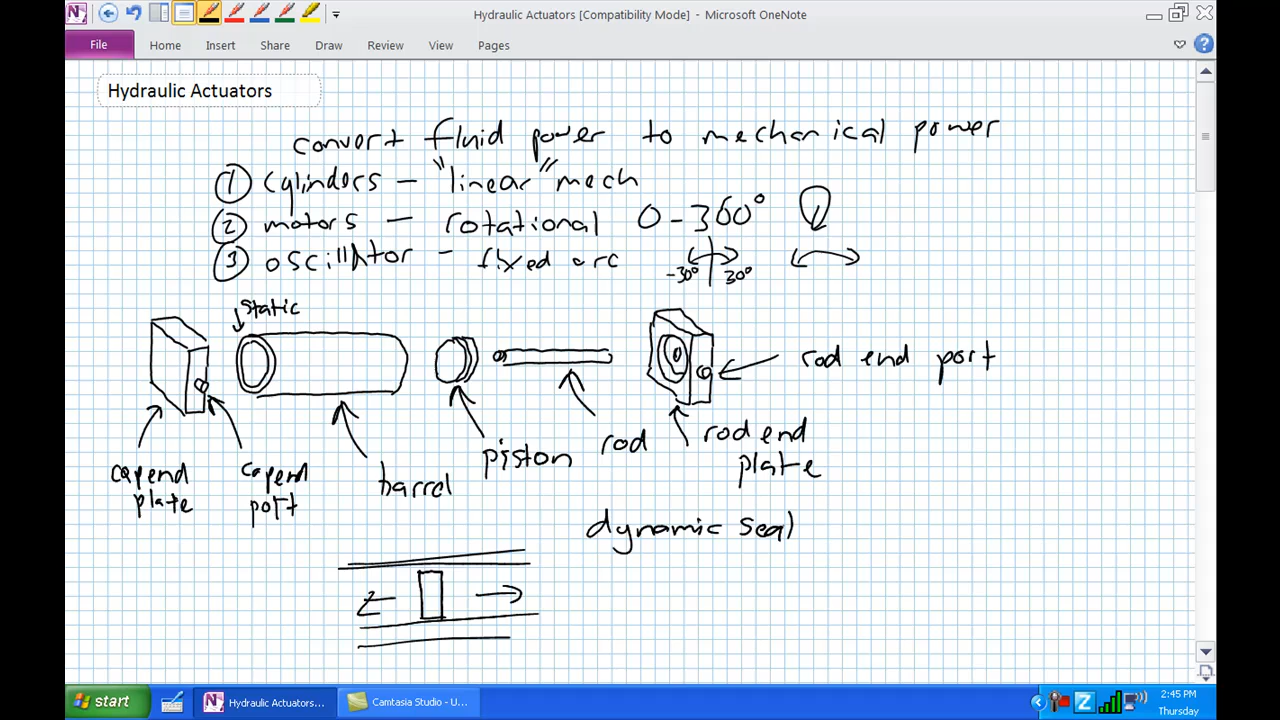 Hydraulic Actuators [Compatibility Mode] - Microsoft OneNote
File Home Insert Share Draw Review View Pages
Hydraulic Actuators
convert fluid power to mechanical power
1 cylinders – "linear" mech
2 motors – rotational 0-360°
3 oscillator – fixed arc
-30° 30°
static
rod end port
capend plate
capend port
barrel
piston
rod
rod end plate
dynamic seal
start
Hydraulic Actuators...
Camtasia Studio - U...
2:45 PM
Thursday